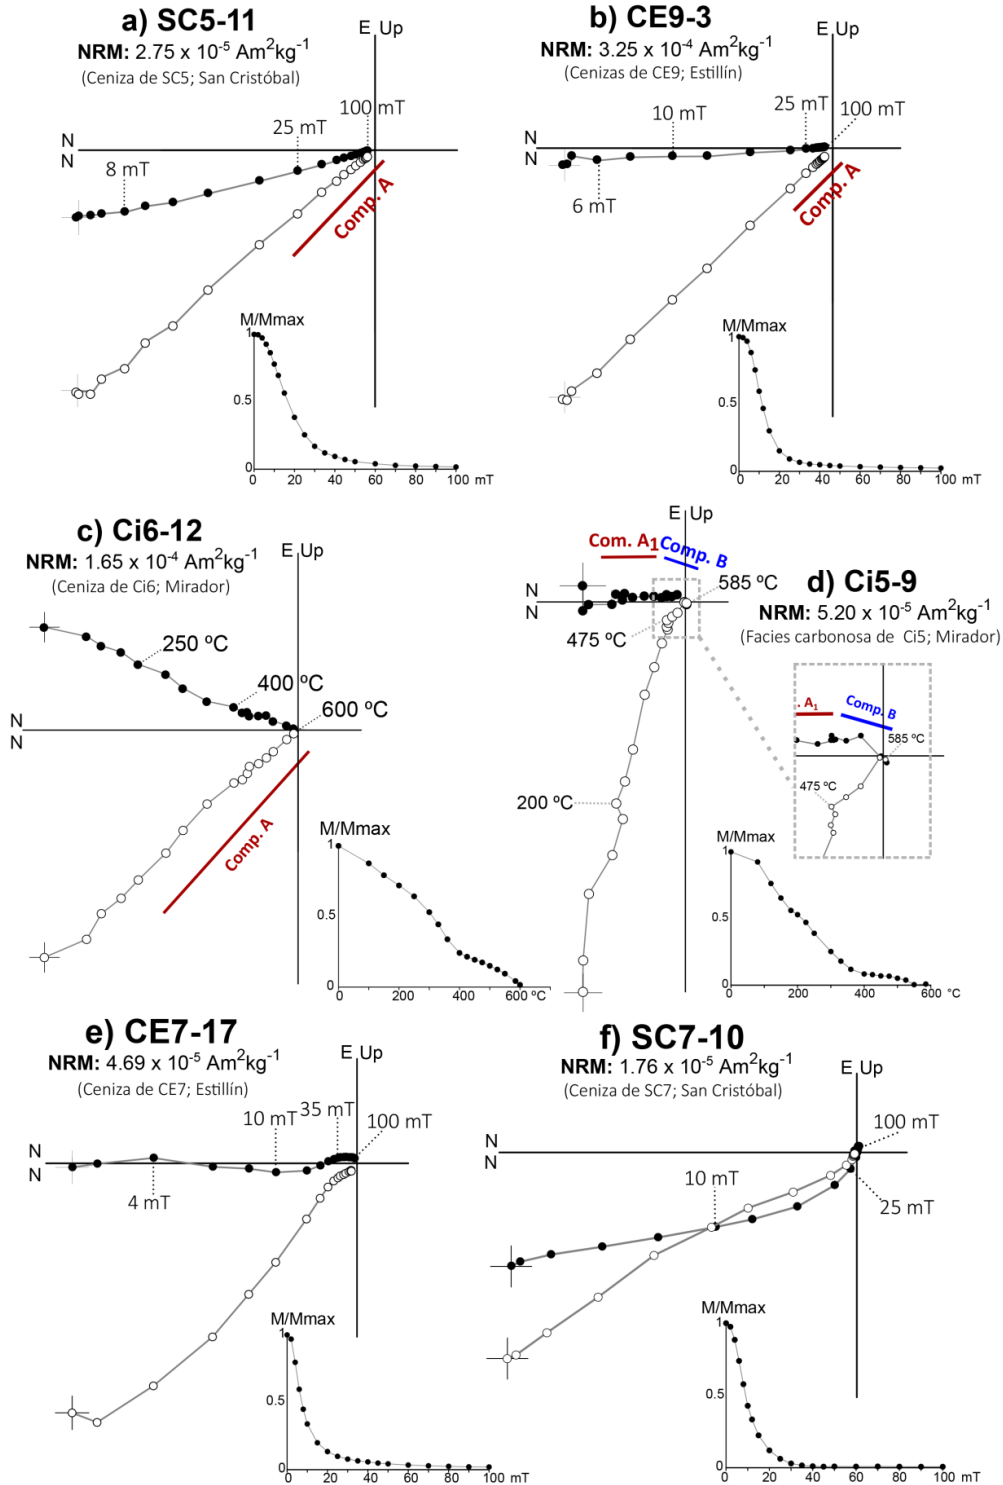 a) SC5-11
NRM: 2.75 x 10⁻⁵ Am²kg⁻¹
(Ceniza de SC5; San Cristóbal)
E Up
100 mT
25 mT
N
N
8 mT
Comp. A
M/Mmax
1
0.5
0
0 20 40 60 80 100 mT
b) CE9-3
NRM: 3.25 x 10⁻⁴ Am²kg⁻¹
(Cenizas de CE9; Estillín)
E Up
25 mT
10 mT
100 mT
N
N
6 mT
Comp. A
M/Mmax
1
0.5
0
0 20 40 60 80 100 mT
c) Ci6-12
NRM: 1.65 x 10⁻⁴ Am²kg⁻¹
(Ceniza de Ci6; Mirador)
E Up
250 ºC
400 ºC
600 ºC
N
N
Comp. A
M/Mmax
1
0.5
0
0 200 400 600 ºC
E Up
Com. A₁
Comp. B
585 ºC
N
N
475 ºC
200 ºC
d) Ci5-9
NRM: 5.20 x 10⁻⁵ Am²kg⁻¹
(Facies carbonosa de Ci5; Mirador)
. A₁
Comp. B
585 ºC
475 ºC
M/Mmax
1
0.5
0
0 200 400 600 ºC
e) CE7-17
NRM: 4.69 x 10⁻⁵ Am²kg⁻¹
(Ceniza de CE7; Estillín)
E Up
10 mT
35 mT
100 mT
N
N
4 mT
M/Mmax
1
0.5
0
0 20 40 60 80 100 mT
f) SC7-10
NRM: 1.76 x 10⁻⁵ Am²kg⁻¹
(Ceniza de SC7; San Cristóbal)
E Up
100 mT
N
N
10 mT
25 mT
M/Mmax
1
0.5
0
0 20 40 60 80 100 mT